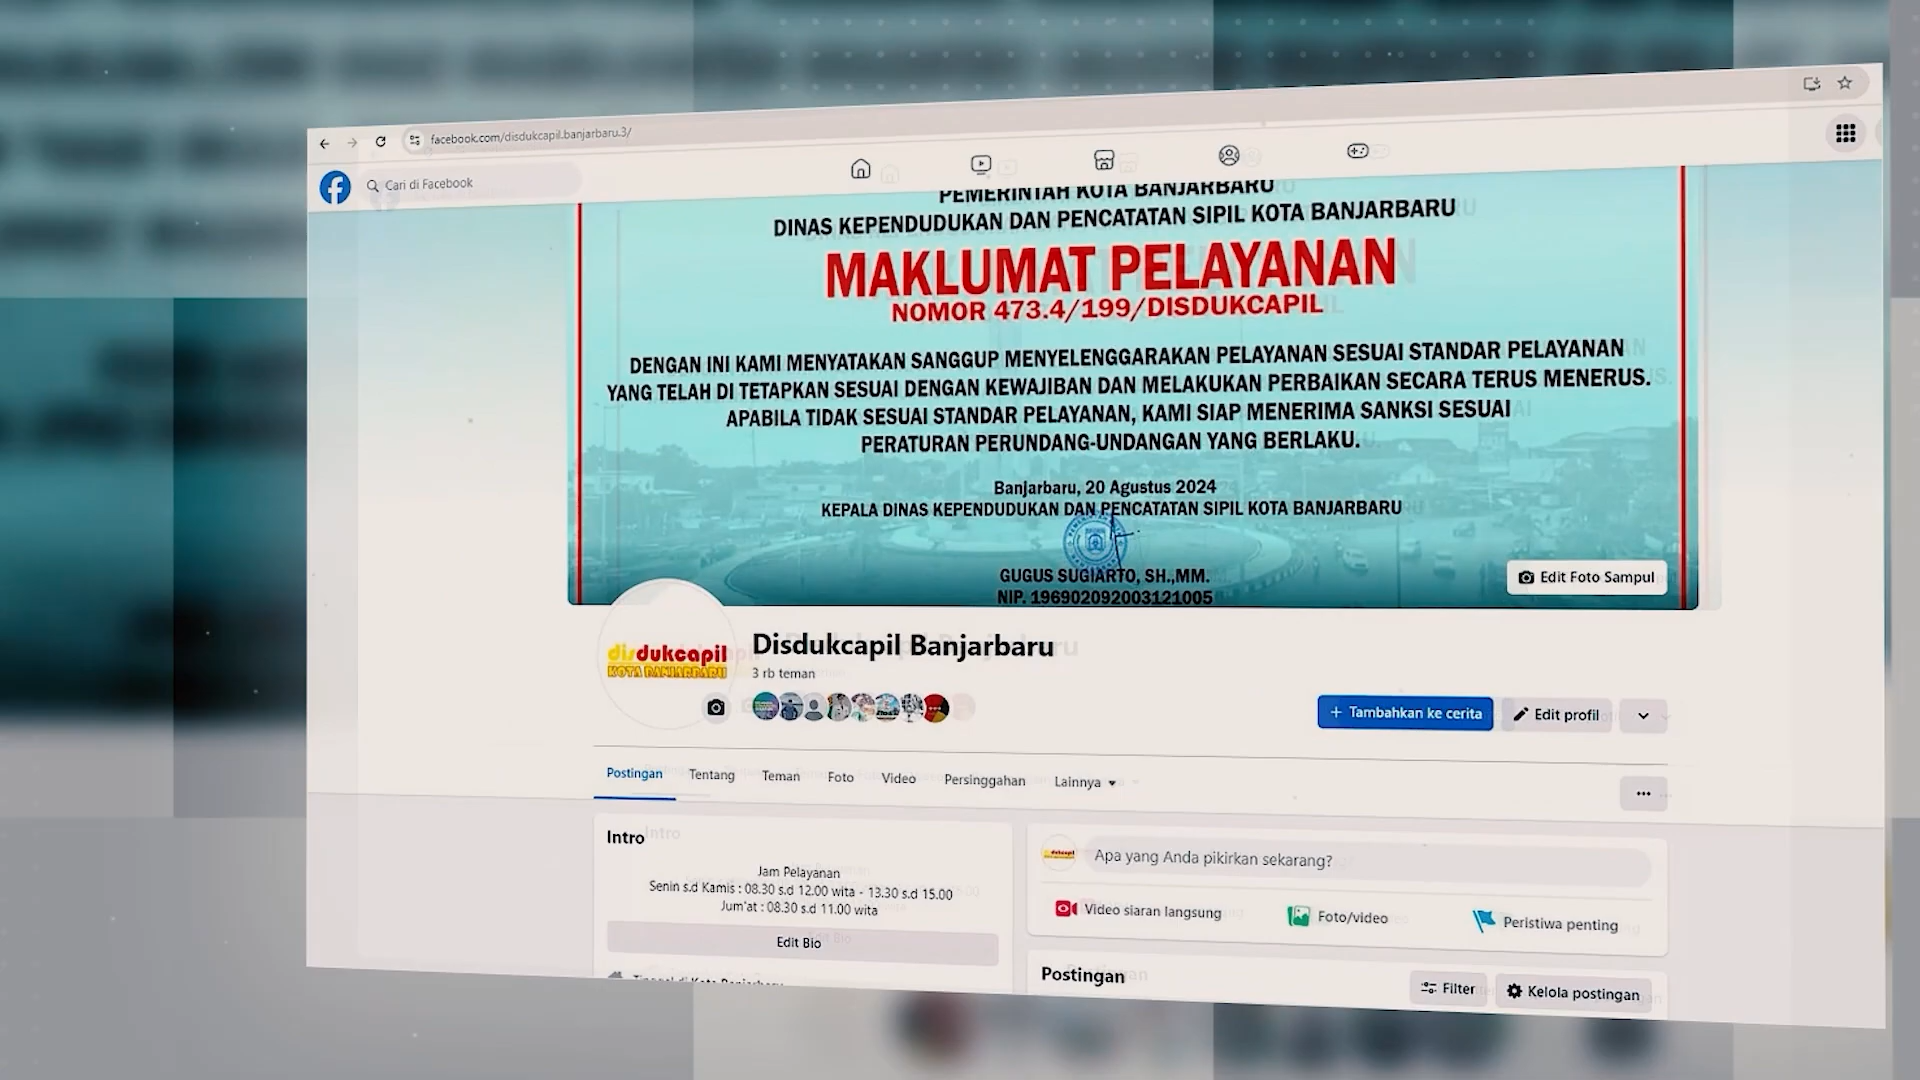 facebook.com/disdukcapil.banjarbaru.3/
Cari di Facebook
PEMERINTAH KOTA BANJARBARU
DINAS KEPENDUDUKAN DAN PENCATATAN SIPIL KOTA BANJARBARU
MAKLUMAT PELAYANAN
NOMOR 473.4/199/DISDUKCAPIL
DENGAN INI KAMI MENYATAKAN SANGGUP MENYELENGGARAKAN PELAYANAN SESUAI STANDAR PELAYANAN
YANG TELAH DI TETAPKAN SESUAI DENGAN KEWAJIBAN DAN MELAKUKAN PERBAIKAN SECARA TERUS MENERUS.
APABILA TIDAK SESUAI STANDAR PELAYANAN, KAMI SIAP MENERIMA SANKSI SESUAI
PERATURAN PERUNDANG-UNDANGAN YANG BERLAKU.
Banjarbaru, 20 Agustus 2024
KEPALA DINAS KEPENDUDUKAN DAN PENCATATAN SIPIL KOTA BANJARBARU
GUGUS SUGIARTO, SH.,MM.
NIP. 196902092003121005
Edit Foto Sampul
disdukcapil
KOTA BANJARBARU
Disdukcapil Banjarbaru
3 rb teman
+ Tambahkan ke cerita
Edit profil
Postingan Tentang Teman Foto Video Persinggahan Lainnya
Intro
Jam Pelayanan
Senin s.d Kamis : 08.30 s.d 12.00 wita - 13.30 s.d 15.00
Jum'at : 08.30 s.d 11.00 wita
Edit Bio
Tinggal di Kota Banjarbaru
Apa yang Anda pikirkan sekarang?
Video siaran langsung
Foto/video
Peristiwa penting
Postingan
Filter
Kelola postingan